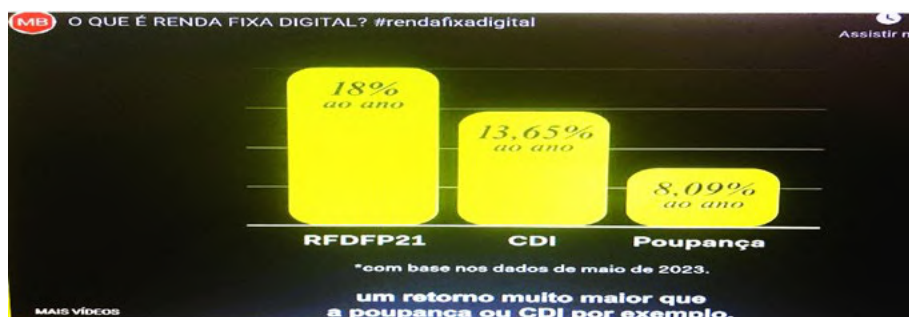 MB O QUE É RENDA FIXA DIGITAL? #rendafixadigital
Assistir m
18%
ao ano
13,65%
ao ano
8,09%
ao ano
RFDFP21 CDI Poupança
*com base nos dados de maio de 2023.
um retorno muito maior que
a poupança ou CDI por exemplo.
MAIS VÍDEOS